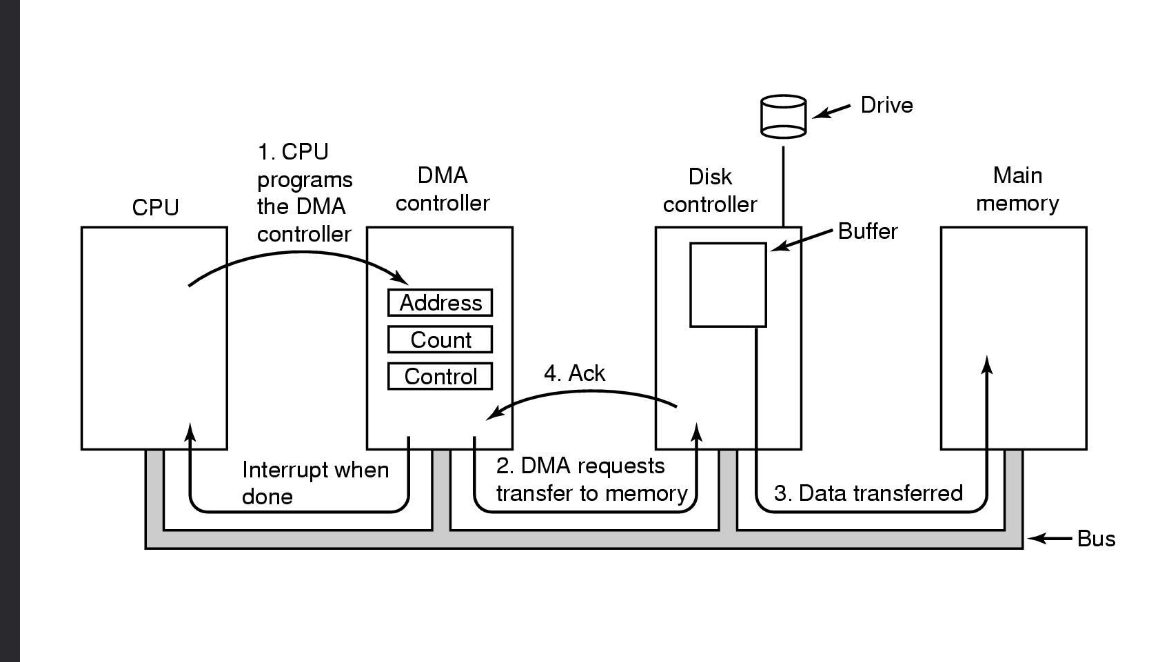 Drive
1. CPU
programs
the DMA
controller
DMA
controller
Disk
controller
Main
memory
CPU
Buffer
Address
Count
Control
4. Ack
Interrupt when
done
2. DMA requests
transfer to memory
3. Data transferred
Bus